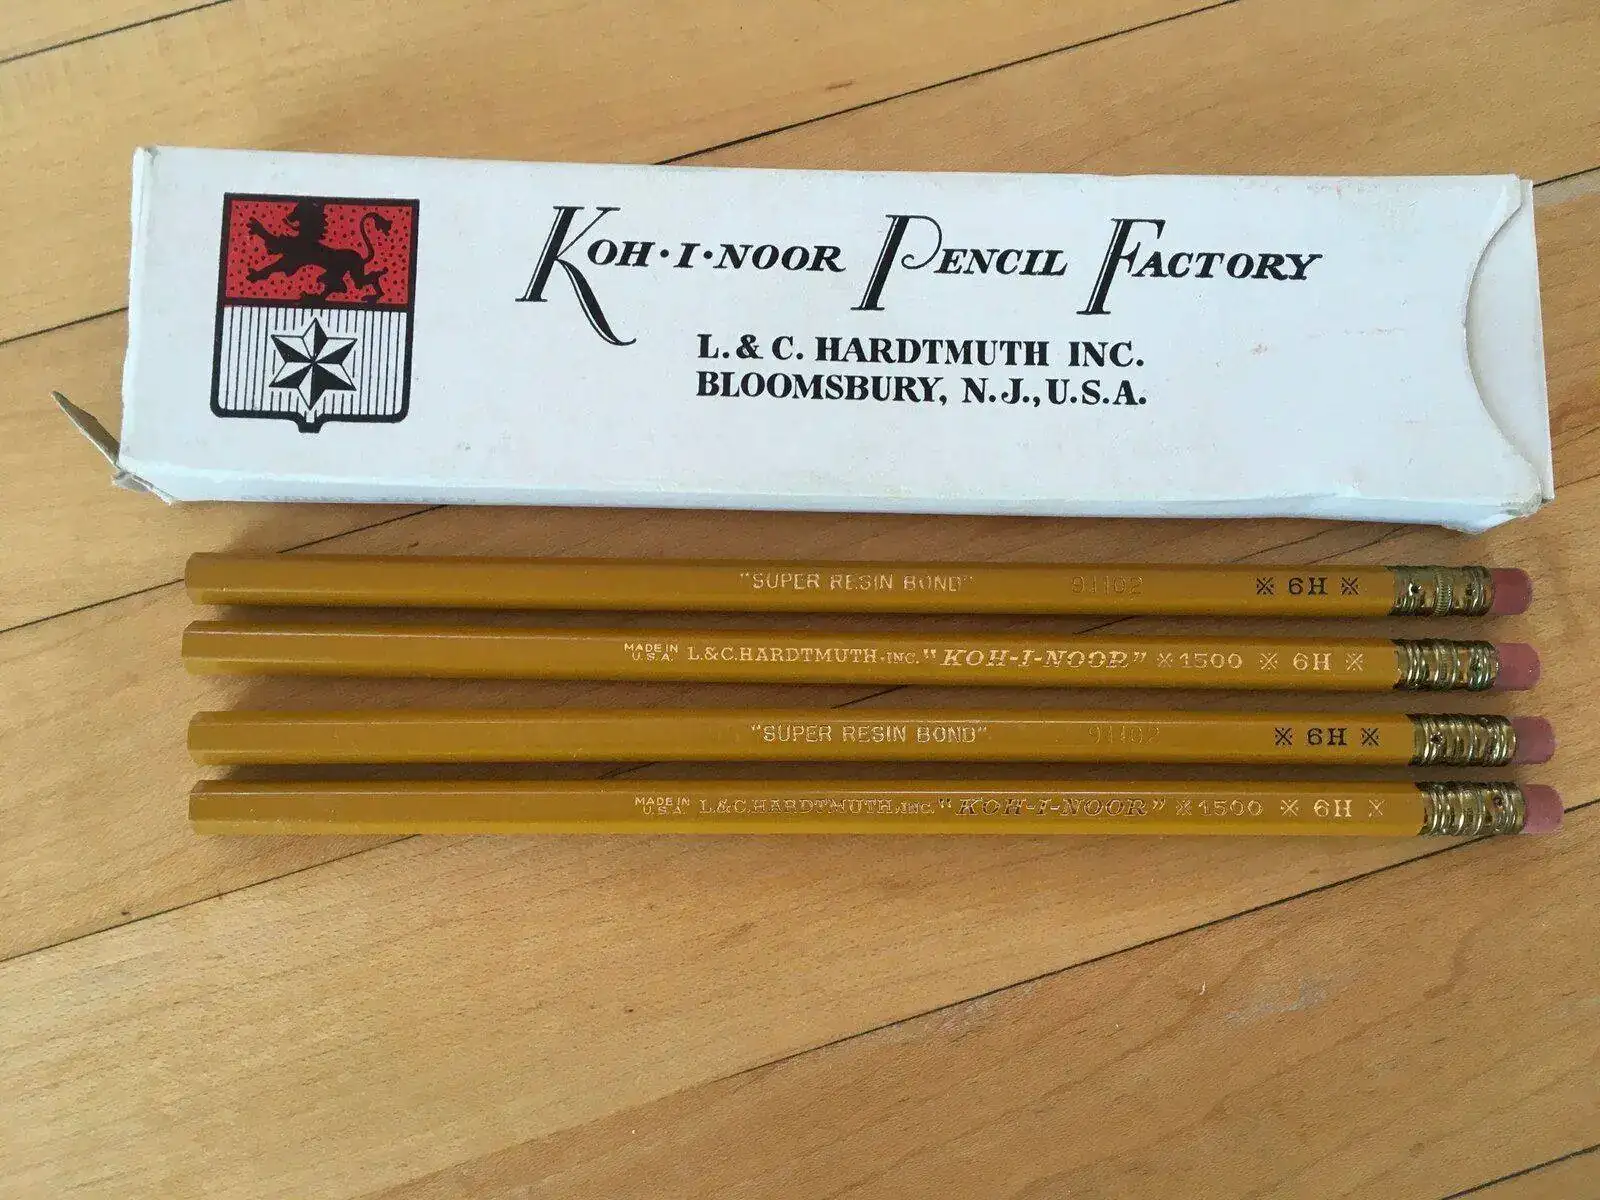 KOH·I·NOOR PENCIL FACTORY
L. & C. HARDTMUTH INC.
BLOOMSBURY, N.J., U.S.A.
"SUPER RESIN BOND" 91102 ※ 6H ※
MADE IN U.S.A. L.&C.HARDTMUTH.INC. "KOH-I-NOOR" ※ 1500 ※ 6H ※
"SUPER RESIN BOND" 91102 ※ 6H ※
MADE IN U.S.A. L.&C.HARDTMUTH.INC. "KOH-I-NOOR" ※ 1500 ※ 6H ※